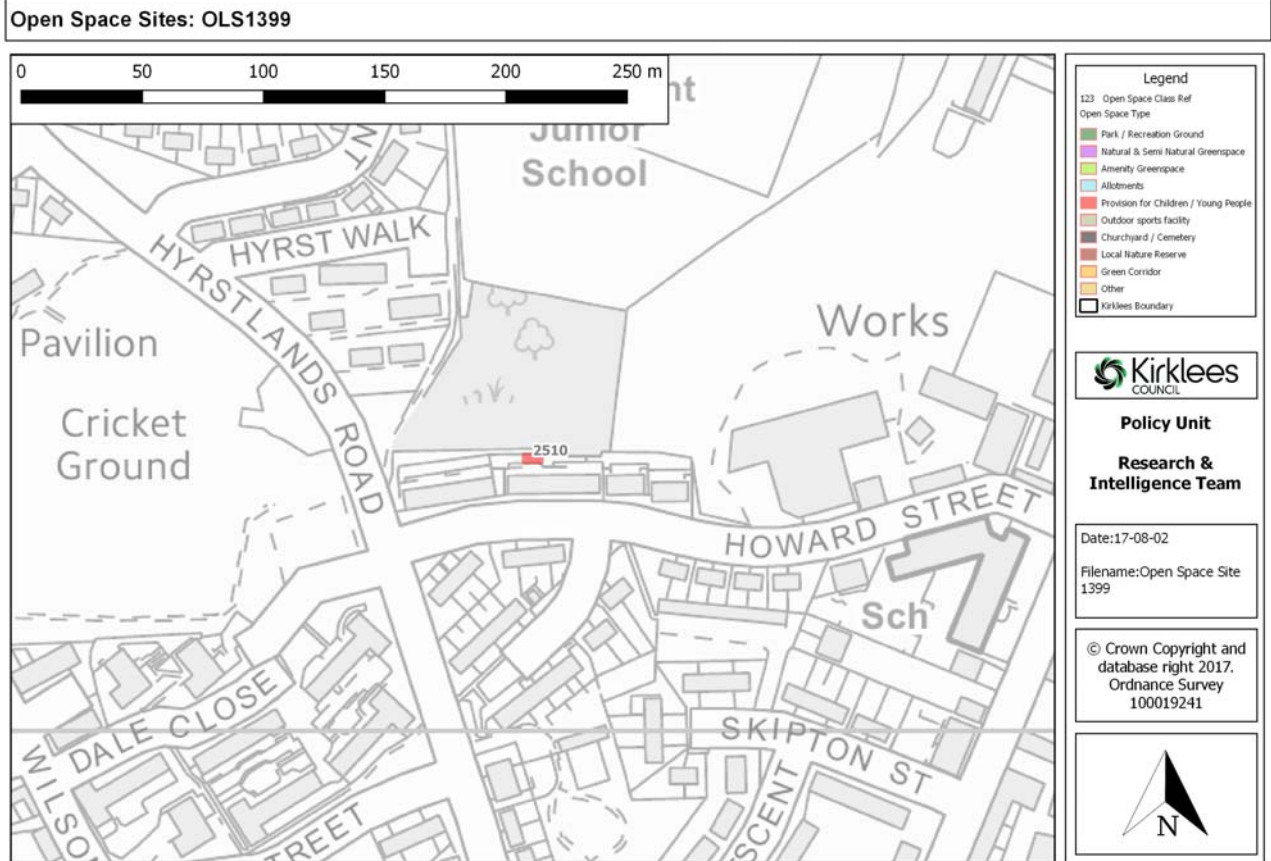 Open Space Sites: OLS1399
0 50 100 150 200 250 m
Junior
School
HYRST WALK
HYRSTLANDS ROAD
Pavilion
Cricket
Ground
Works
2510
HOWARD STREET
Sch
DALE CLOSE
SKIPTON ST
STREET
Legend
123 Open Space Class Ref
Open Space Type
Park / Recreation Ground
Natural & Semi Natural Greenspace
Amenity Greenspace
Allotments
Provision for Children / Young People
Outdoor sports facility
Churchyard / Cemetery
Local Nature Reserve
Green Corridor
Other
Kirklees Boundary
Kirklees
COUNCIL
Policy Unit
Research &
Intelligence Team
Date:17-08-02
Filename:Open Space Site
1399
© Crown Copyright and
database right 2017.
Ordnance Survey
100019241
N